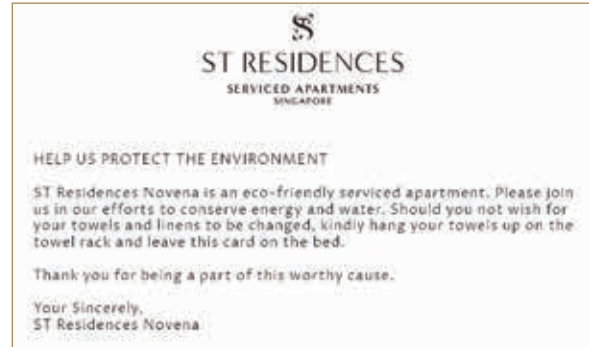 ST RESIDENCES
SERVICED APARTMENTS
SINGAPORE
HELP US PROTECT THE ENVIRONMENT
ST Residences Novena is an eco-friendly serviced apartment. Please join
us in our efforts to conserve energy and water. Should you not wish for
your towels and linens to be changed, kindly hang your towels up on the
towel rack and leave this card on the bed.
Thank you for being a part of this worthy cause.
Your Sincerely,
ST Residences Novena